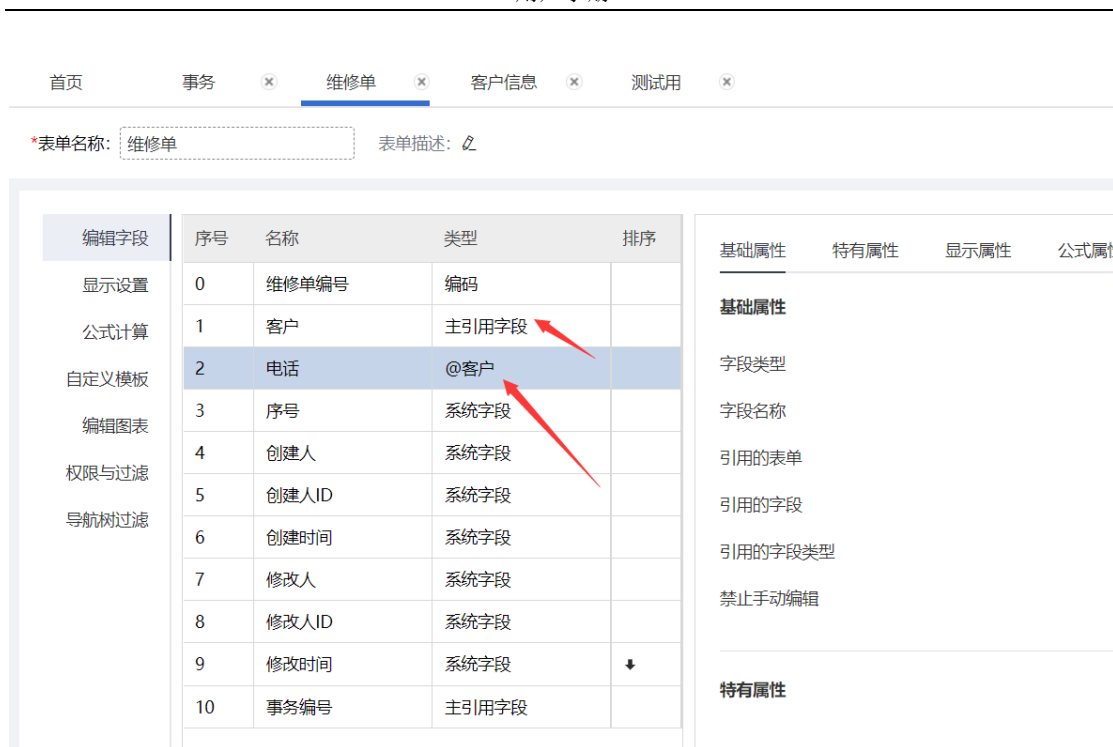 首页 事务 维修单 客户信息 测试用
*表单名称: 维修单 表单描述:
编辑字段
显示设置
公式计算
自定义模板
编辑图表
权限与过滤
导航树过滤
序号 名称 类型 排序
0 维修单编号 编码
1 客户 主引用字段
2 电话 @客户
3 序号 系统字段
4 创建人 系统字段
5 创建人ID 系统字段
6 创建时间 系统字段
7 修改人 系统字段
8 修改人ID 系统字段
9 修改时间 系统字段
10 事务编号 主引用字段
基础属性 特有属性 显示属性 公式属
基础属性
字段类型
字段名称
引用的表单
引用的字段
引用的字段类型
禁止手动编辑
特有属性